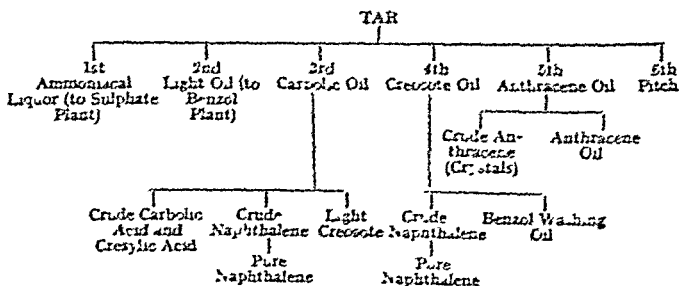 TAR
1st
Ammoniacal
Liquor (to Sulphate
Plant)
2nd
Light Oil (to
Benzol
Plant)
3rd
Carbolic Oil
4th
Creosote Oil
5th
Anthracene Oil
6th
Pitch
Crude An-
thracene
(Crystals)
Anthracene
Oil
Crude Carbolic
Acid and
Cresylic Acid
Crude
Naphthalene
Pure
Naphthalene
Light
Creosote
Crude
Naphthalene
Pure
Naphthalene
Benzol Washing
Oil